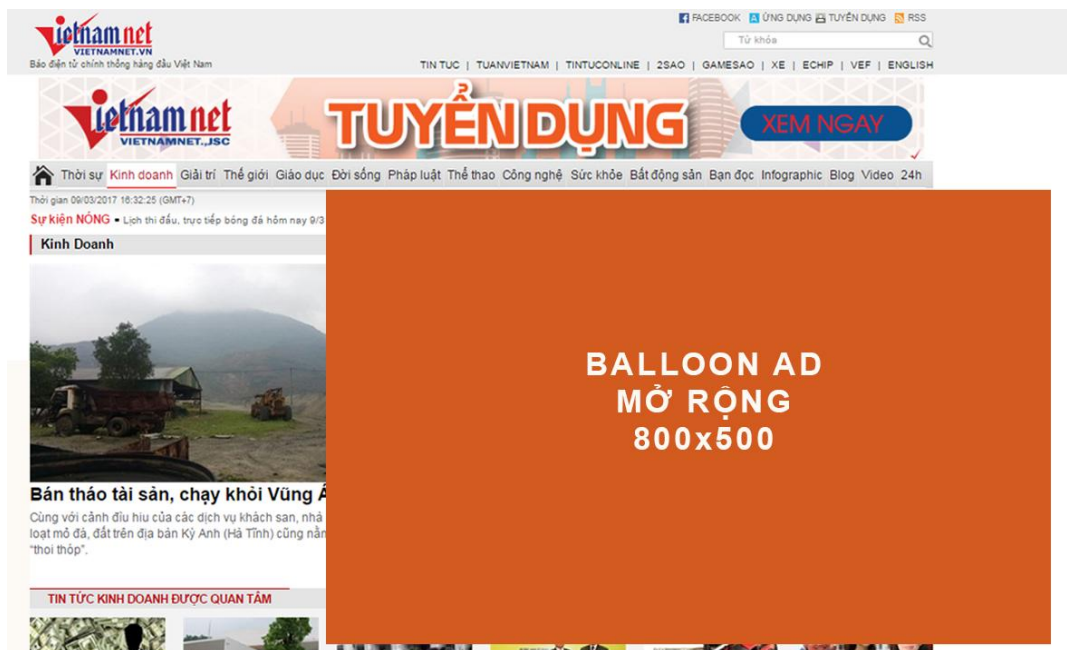 FACEBOOK ỨNG DỤNG TUYỂN DỤNG RSS
Vietnamnet
VIETNAMNET.VN
Từ khóa
Báo điện tử chính thống hàng đầu Việt Nam
TIN TỨC | TUANVIETNAM | TINTUCONLINE | 2SAO | GAMESAO | XE | ECHIP | VEF | ENGLISH
Vietnamnet
VIETNAMNET.,JSC
TUYỂN DỤNG
XEM NGAY
Thời sự Kinh doanh Giải trí Thế giới Giáo dục Đời sống Pháp luật Thể thao Công nghệ Sức khỏe Bất động sản Bạn đọc Infographic Blog Video 24h
Thời gian 09/03/2017 16:32:25 (GMT+7)
Sự kiện NÓNG Lịch thi đấu, trực tiếp bóng đá hôm nay 9/3
Kinh Doanh
BALLOON AD
MỞ RỘNG
800x500
Bán tháo tài sản, chạy khỏi Vũng
Cùng với cảnh đìu hiu của các dịch vụ khách sạn, nhà
loạt mỏ đá, đất trên địa bàn Kỳ Anh (Hà Tĩnh) cũng nằm
"thoi thóp".
TIN TỨC KINH DOANH ĐƯỢC QUAN TÂM